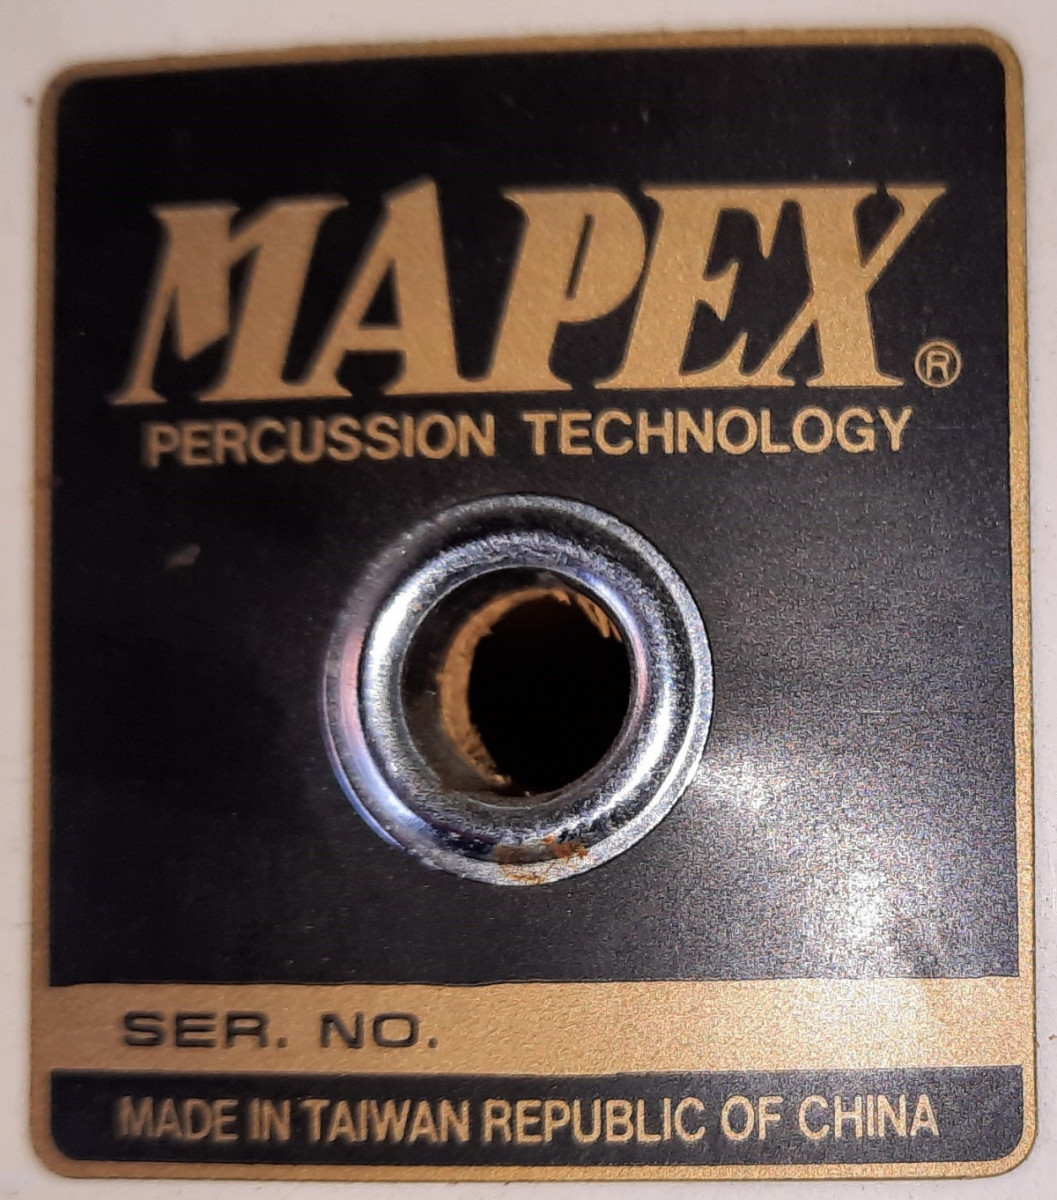 MAPEX®
PERCUSSION TECHNOLOGY
SER. NO.
MADE IN TAIWAN REPUBLIC OF CHINA